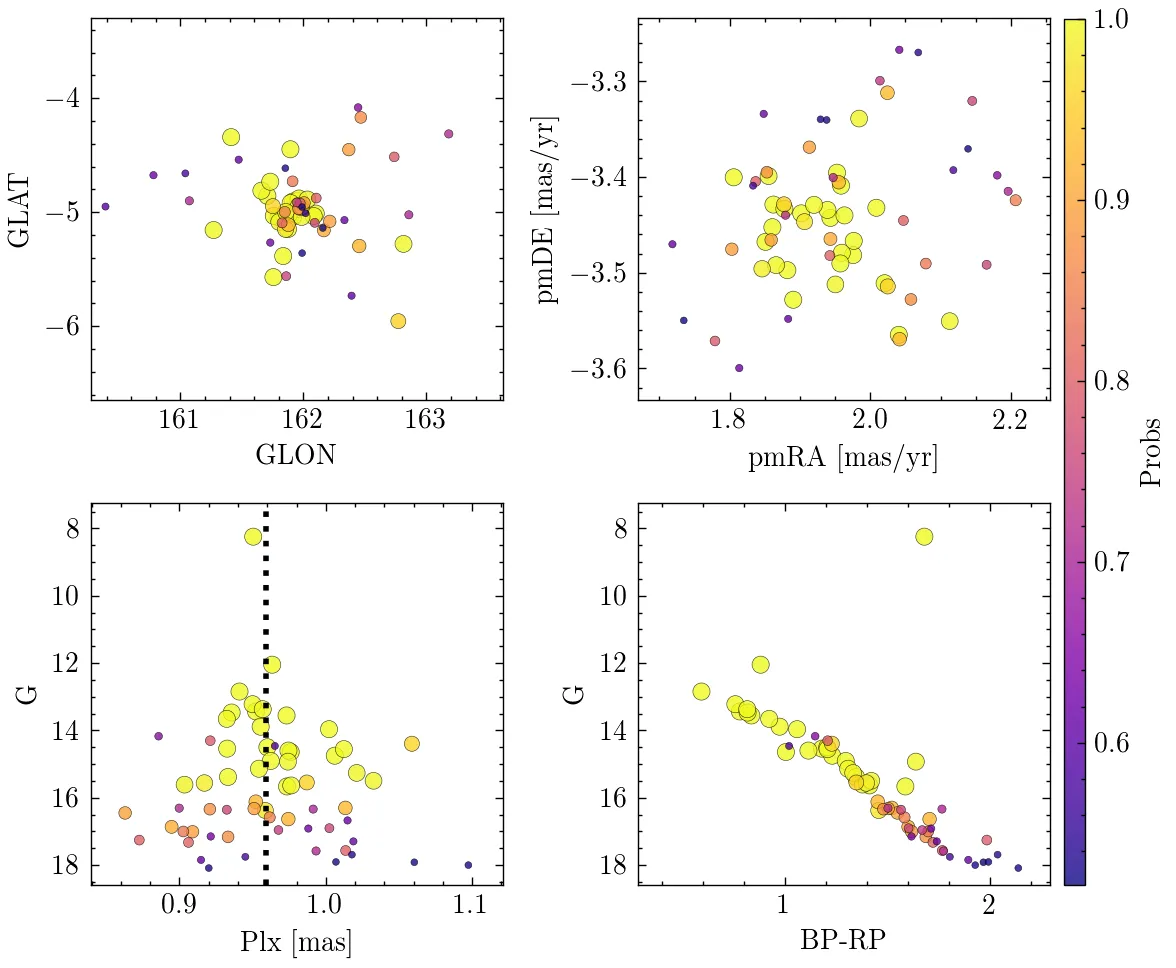 −4
−5
−6
GLAT
161 162 163
GLON
−3.3
−3.4
−3.5
−3.6
pmDE [mas/yr]
1.8 2.0 2.2
pmRA [mas/yr]
1.0
0.9
0.8
0.7
0.6
Probs
8
10
12
14
16
18
G
0.9 1.0 1.1
Plx [mas]
8
10
12
14
16
18
G
1 2
BP-RP